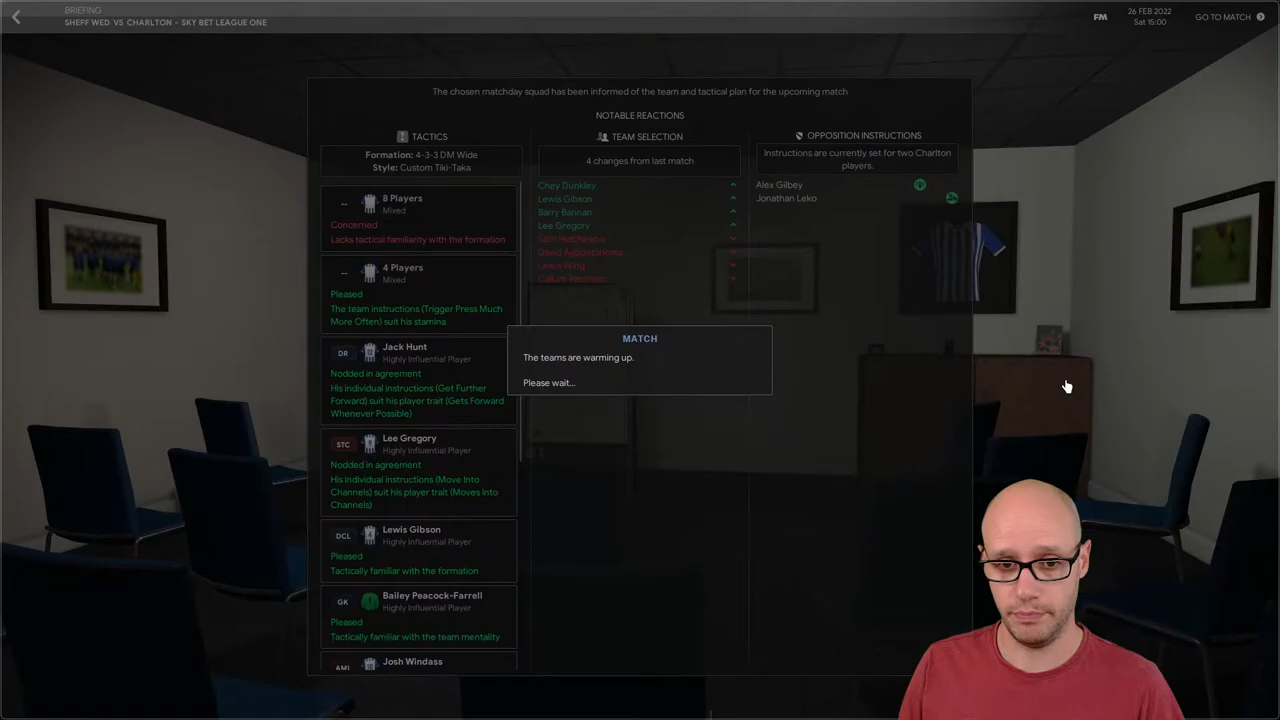 BRIEFING
SHEFF WED VS CHARLTON - SKY BET LEAGUE ONE
FM
26 FEB 2022
Sat 15:00
GO TO MATCH
The chosen matchday squad has been informed of the team and tactical plan for the upcoming match
NOTABLE REACTIONS
TACTICS
Formation: 4-3-3 DM Wide
Style: Custom Tiki-Taka
-- 8 Players
Mixed
Concerned
Lacks tactical familiarity with the formation
-- 4 Players
Mixed
Pleased
The team instructions (Trigger Press Much
More Often) suit his stamina
DR Jack Hunt
Highly Influential Player
Nodded in agreement
His individual instructions (Get Further
Forward) suit his player trait (Gets Forward
Whenever Possible)
STC Lee Gregory
Highly Influential Player
Nodded in agreement
His individual instructions (Move Into
Channels) suit his player trait (Moves Into
Channels)
DCL Lewis Gibson
Highly Influential Player
Pleased
Tactically familiar with the formation
GK Bailey Peacock-Farrell
Highly Influential Player
Pleased
Tactically familiar with the team mentality
AML Josh Windass
TEAM SELECTION
4 changes from last match
Chey Dunkley
Lewis Gibson
Barry Bannan
Lee Gregory
Sam Hutchinson
David Agbontohoma
Lewis Wing
Callum Paterson
OPPOSITION INSTRUCTIONS
Instructions are currently set for two Charlton
players.
Alex Gilbey
Jonathan Leko
MATCH
The teams are warming up.
Please wait...